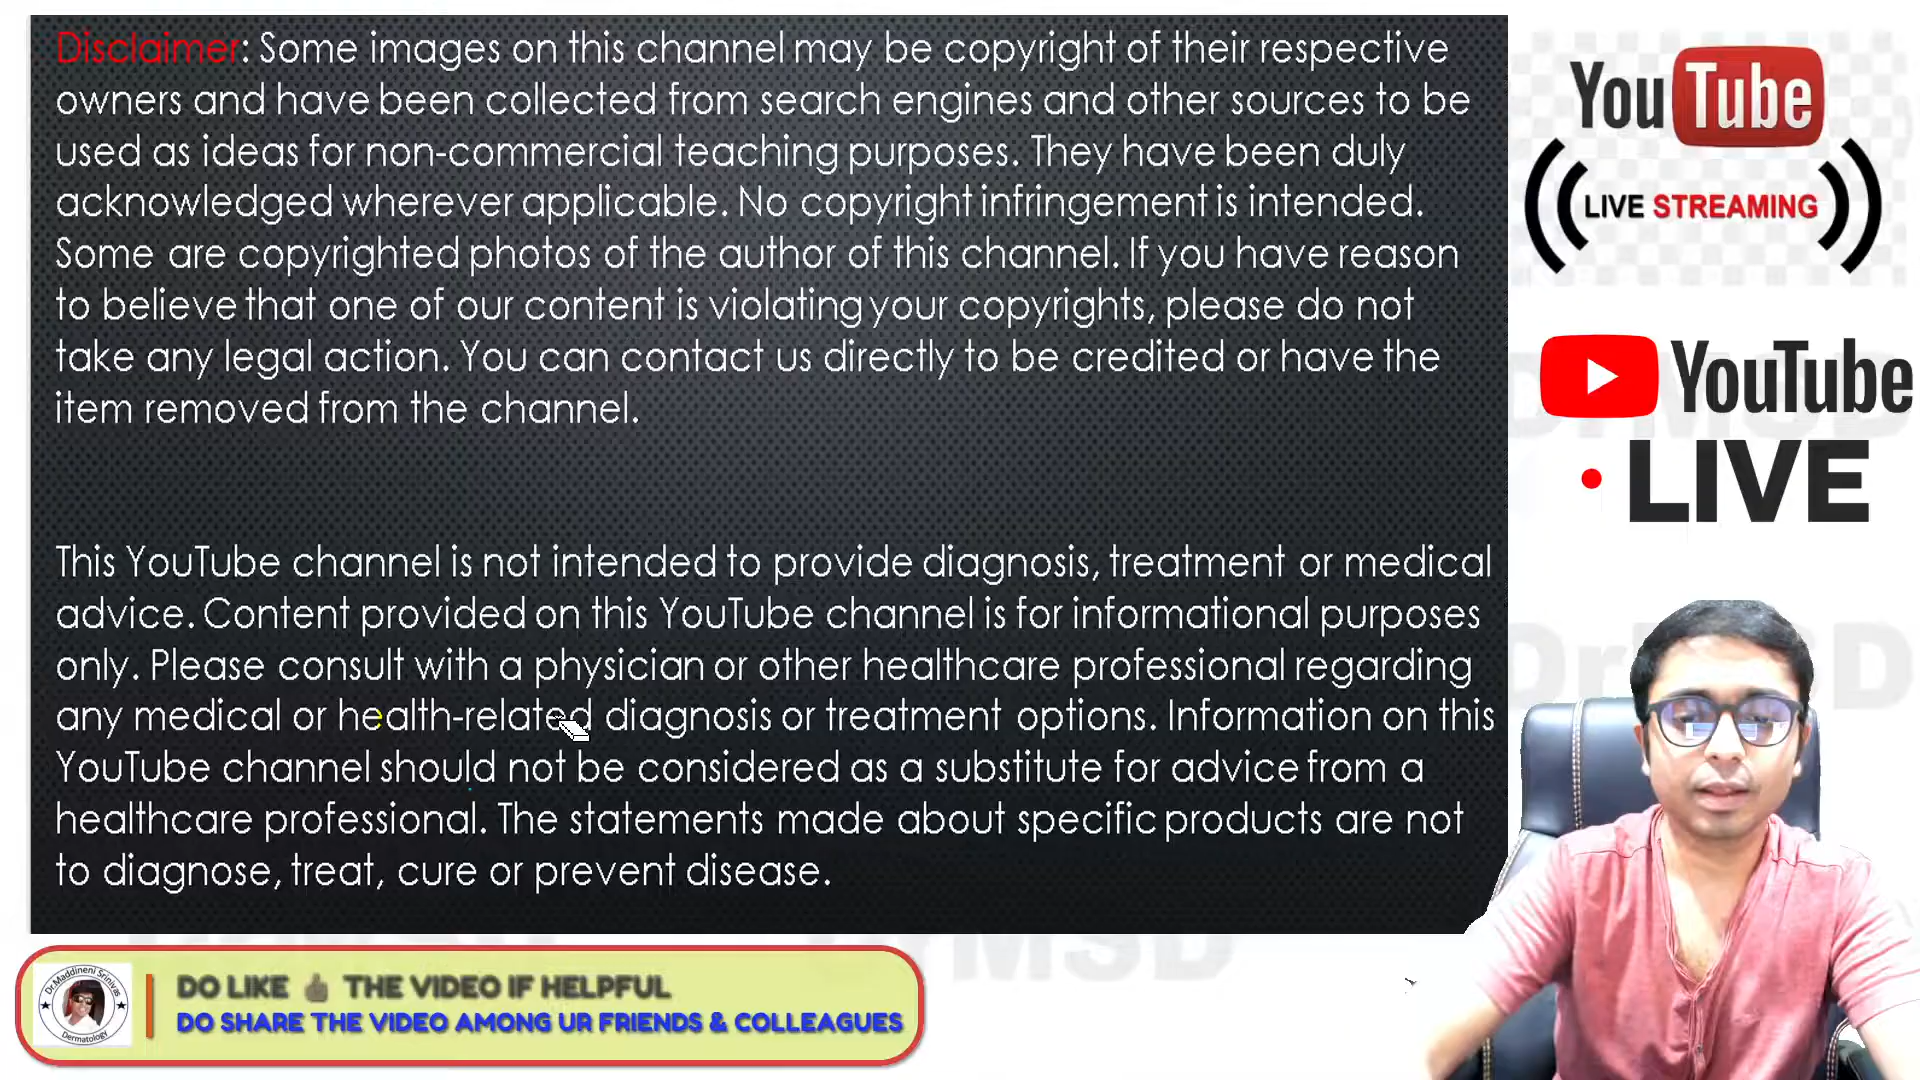 Disclaimer: Some images on this channel may be copyright of their respective
owners and have been collected from search engines and other sources to be
used as ideas for non-commercial teaching purposes. They have been duly
acknowledged wherever applicable. No copyright infringement is intended.
Some are copyrighted photos of the author of this channel. If you have reason
to believe that one of our content is violating your copyrights, please do not
take any legal action. You can contact us directly to be credited or have the
item removed from the channel.
This YouTube channel is not intended to provide diagnosis, treatment or medical
advice. Content provided on this YouTube channel is for informational purposes
only. Please consult with a physician or other healthcare professional regarding
any medical or health-related diagnosis or treatment options. Information on this
YouTube channel should not be considered as a substitute for advice from a
healthcare professional. The statements made about specific products are not
to diagnose, treat, cure or prevent disease.
YouTube
LIVE STREAMING
YouTube
LIVE
Dr.Maddineni Srinivas
Dermatology
DO LIKE THE VIDEO IF HELPFUL
DO SHARE THE VIDEO AMONG UR FRIENDS & COLLEAGUES